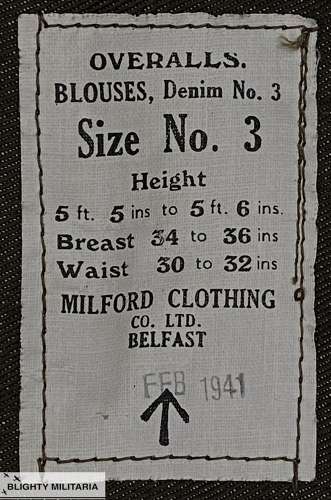 OVERALLS.
BLOUSES, Denim No. 3
Size No. 3
Height
5 ft. 5 ins to 5 ft. 6 ins.
Breast 34 to 36 ins
Waist 30 to 32 ins
MILFORD CLOTHING
CO. LTD.
BELFAST
FEB 1941
BLIGHTY MILITARIA